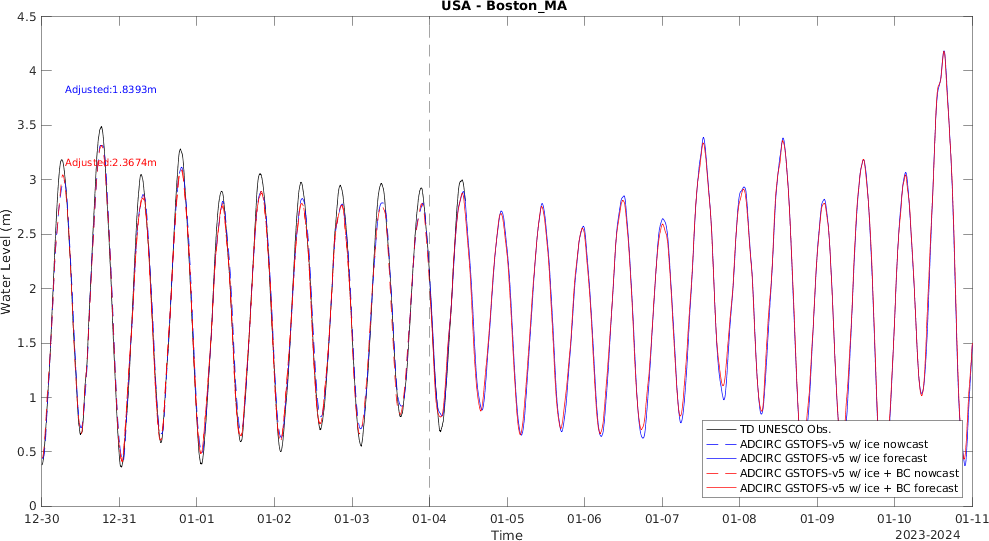 USA - Boston_MA
4.5
4
3.5
3
2.5
2
1.5
1
0.5
0
Water Level (m)
Adjusted:1.8393m
Adjusted:2.3674m
TD UNESCO Obs.
ADCIRC GSTOFS-v5 w/ ice nowcast
ADCIRC GSTOFS-v5 w/ ice forecast
ADCIRC GSTOFS-v5 w/ ice + BC nowcast
ADCIRC GSTOFS-v5 w/ ice + BC forecast
12-30 12-31 01-01 01-02 01-03 01-04 01-05 01-06 01-07 01-08 01-09 01-10 01-11
Time
2023-2024